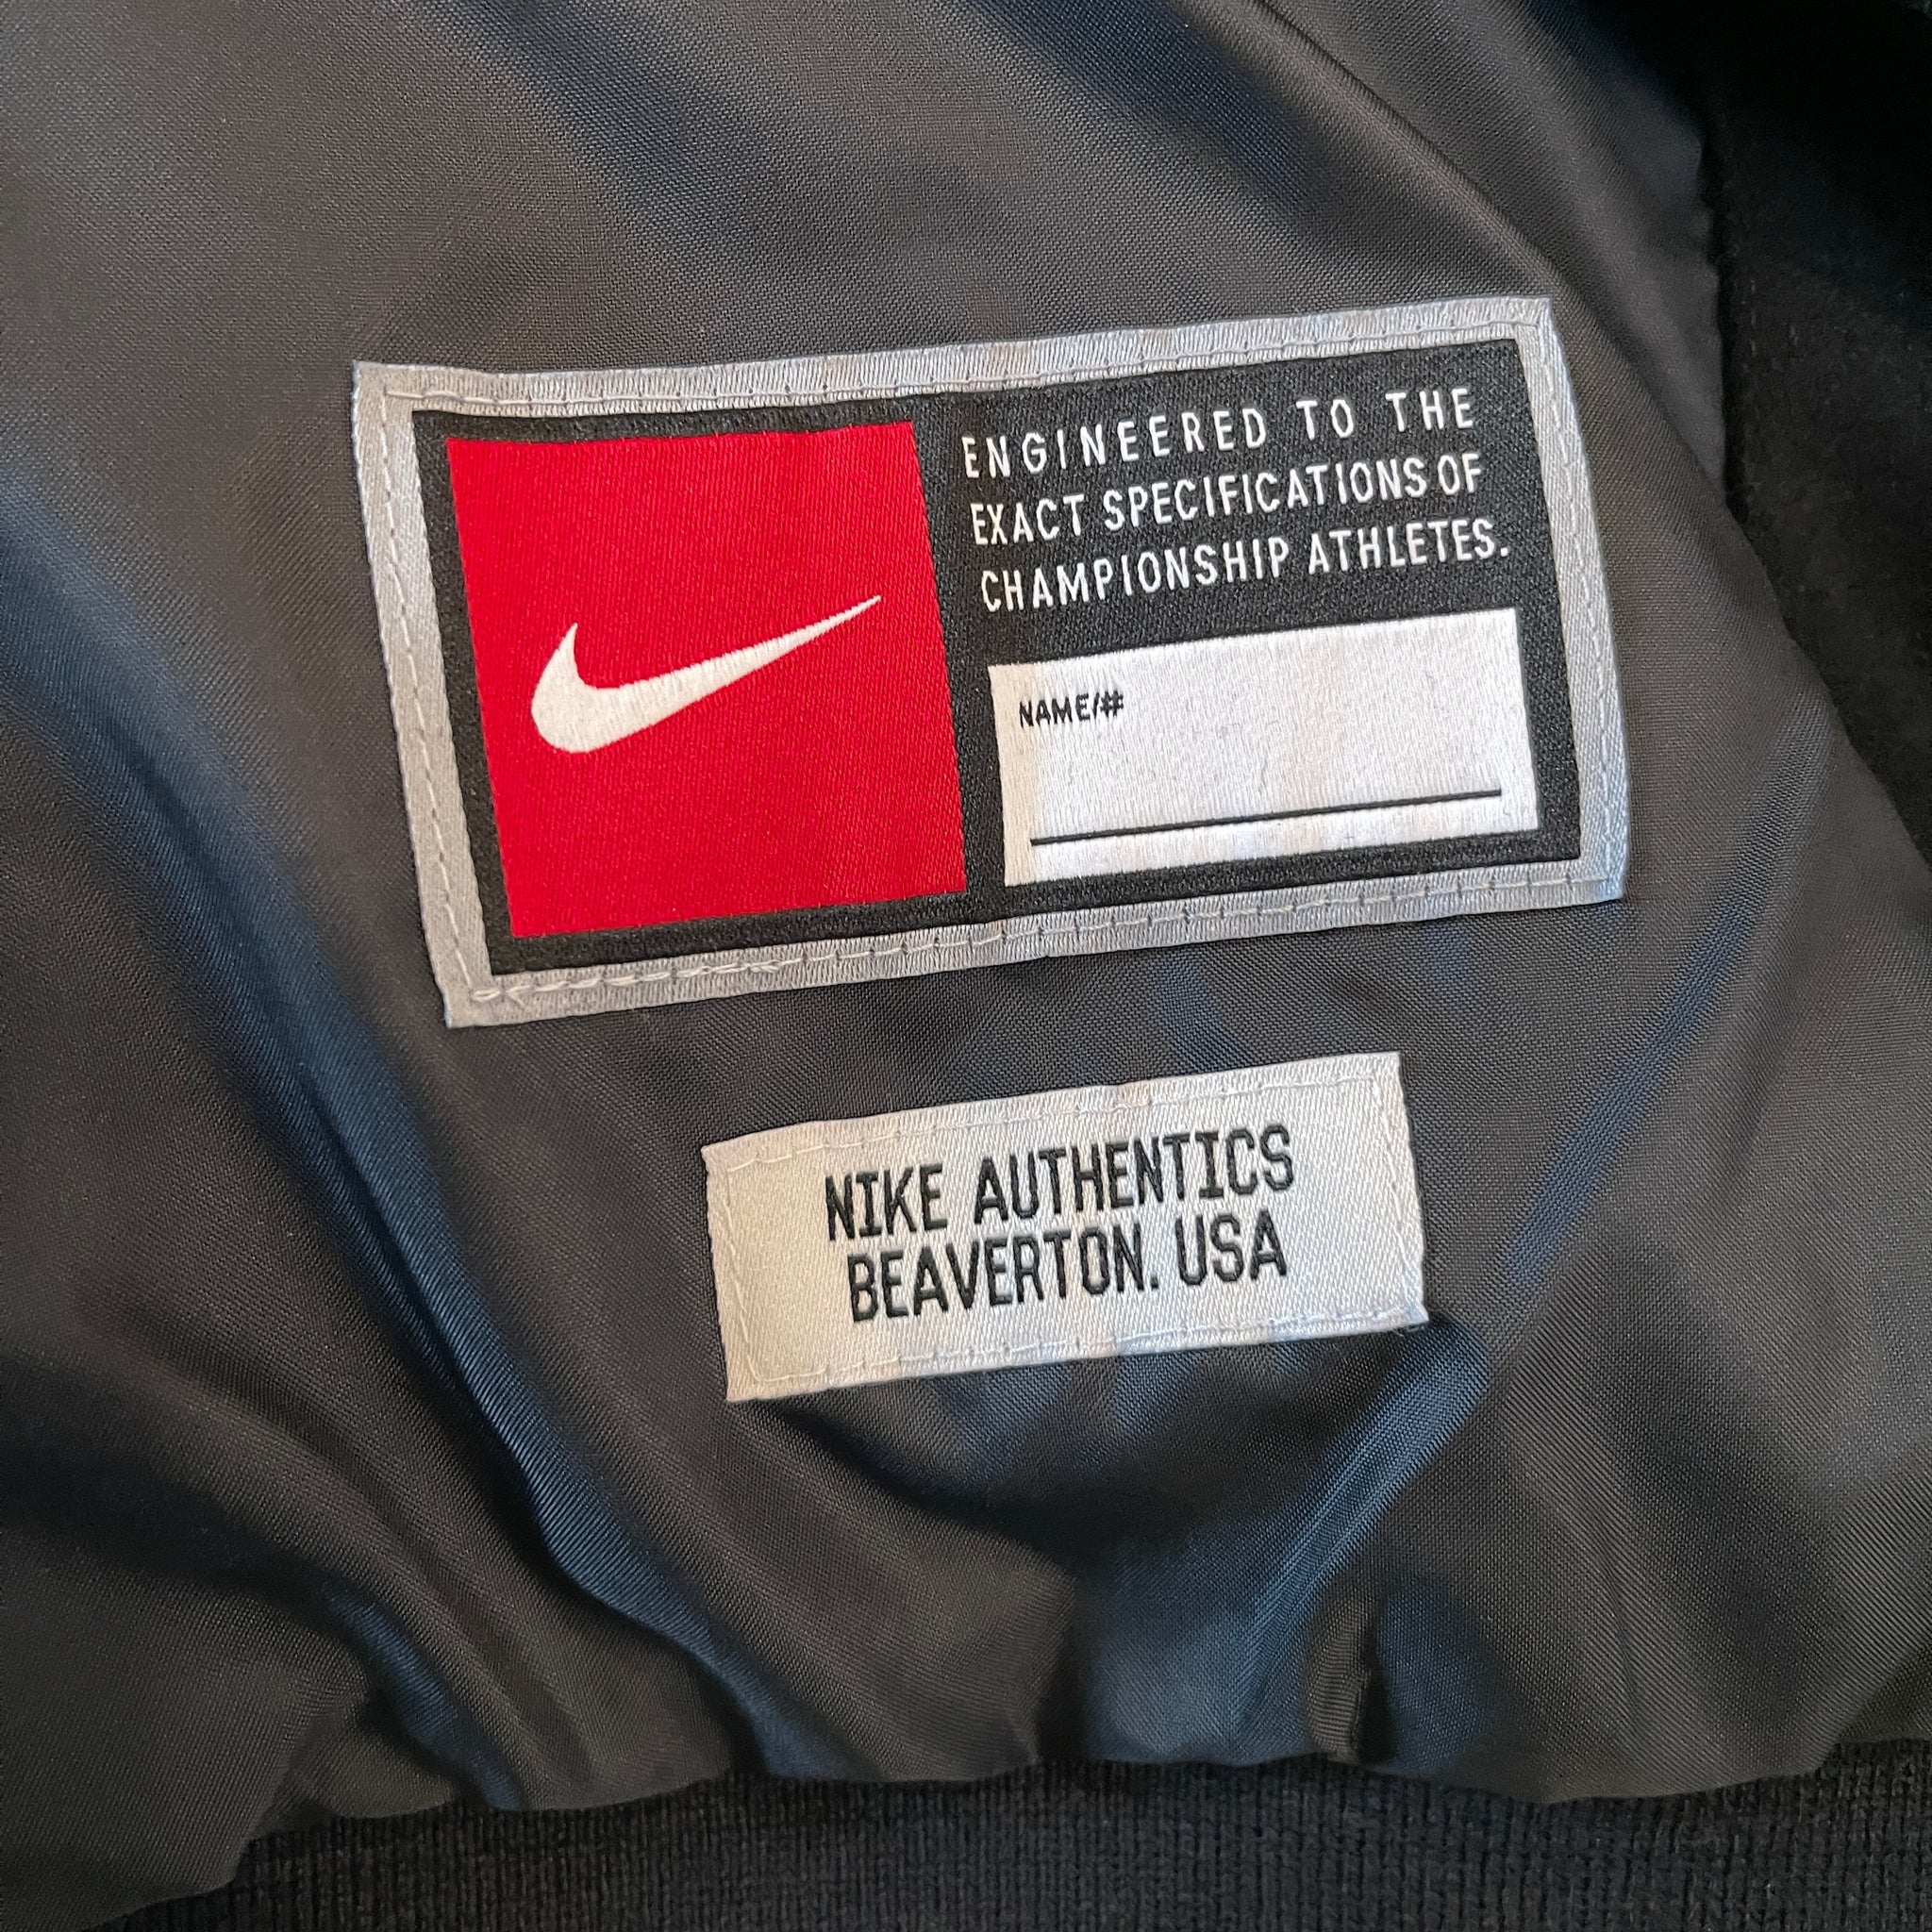 ENGINEERED TO THE
EXACT SPECIFICATIONS OF
CHAMPIONSHIP ATHLETES.
NAME/#
NIKE AUTHENTICS
BEAVERTON. USA